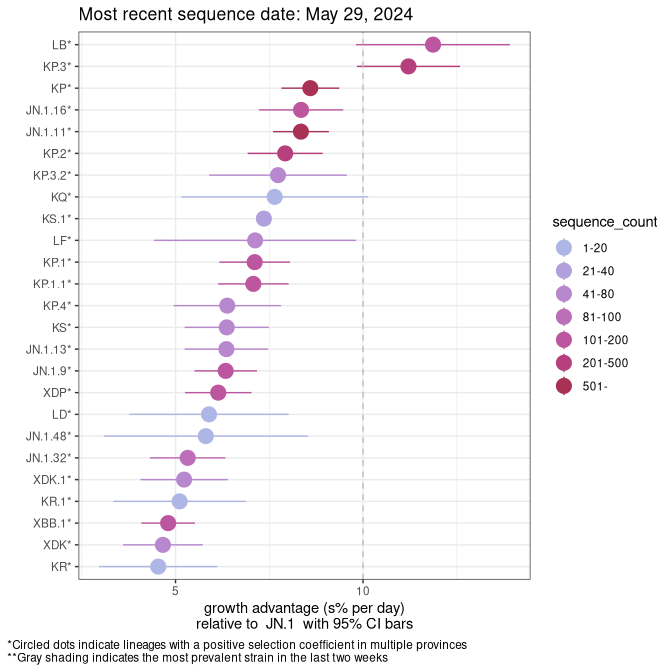 Most recent sequence date: May 29, 2024
LB*
KP.3*
KP*
JN.1.16*
JN.1.11*
KP.2*
KP.3.2*
KQ*
KS.1*
LF*
KP.1*
KP.1.1*
KP.4*
KS*
JN.1.13*
JN.1.9*
XDP*
LD*
JN.1.48*
JN.1.32*
XDK.1*
KR.1*
XBB.1*
XDK*
KR*
5 10
growth advantage (s% per day)
relative to JN.1 with 95% CI bars
sequence_count
1-20
21-40
41-80
81-100
101-200
201-500
501-
*Circled dots indicate lineages with a positive selection coefficient in multiple provinces
**Gray shading indicates the most prevalent strain in the last two weeks